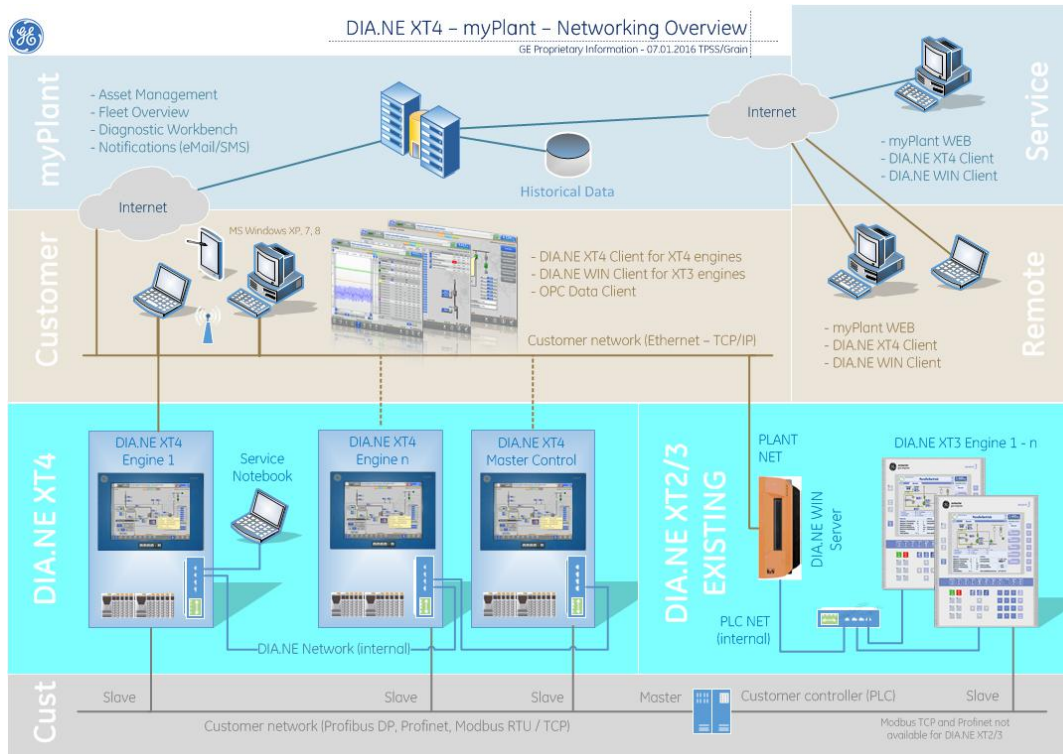 DIA.NE XT4 – myPlant – Networking Overview
GE Proprietary Information - 07.01.2016 TPSS/Grain
myPlant
- Asset Management
- Fleet Overview
- Diagnostic Workbench
- Notifications (eMail/SMS)
Historical Data
Internet
Internet
Service
- myPlant WEB
- DIA.NE XT4 Client
- DIA.NE WIN Client
Customer
MS Windows XP, 7, 8
- DIA.NE XT4 Client for XT4 engines
- DIA.NE WIN Client for XT3 engines
- OPC Data Client
Customer network (Ethernet – TCP/IP)
Remote
- myPlant WEB
- DIA.NE XT4 Client
- DIA.NE WIN Client
DIA.NE XT4
DIA.NE XT4
Engine 1
Service
Notebook
DIA.NE XT4
Engine n
DIA.NE XT4
Master Control
DIA.NE Network (internal)
DIA.NE XT2/3
EXISTING
PLANT
NET
DIA.NE WIN
Server
DIA.NE XT3 Engine 1 - n
PLC NET
(internal)
Cust
Slave
Slave
Slave
Master
Customer controller (PLC)
Slave
Customer network (Profibus DP, Profinet, Modbus RTU / TCP)
Modbus TCP and Profinet not
available for DIA.NE XT2/3